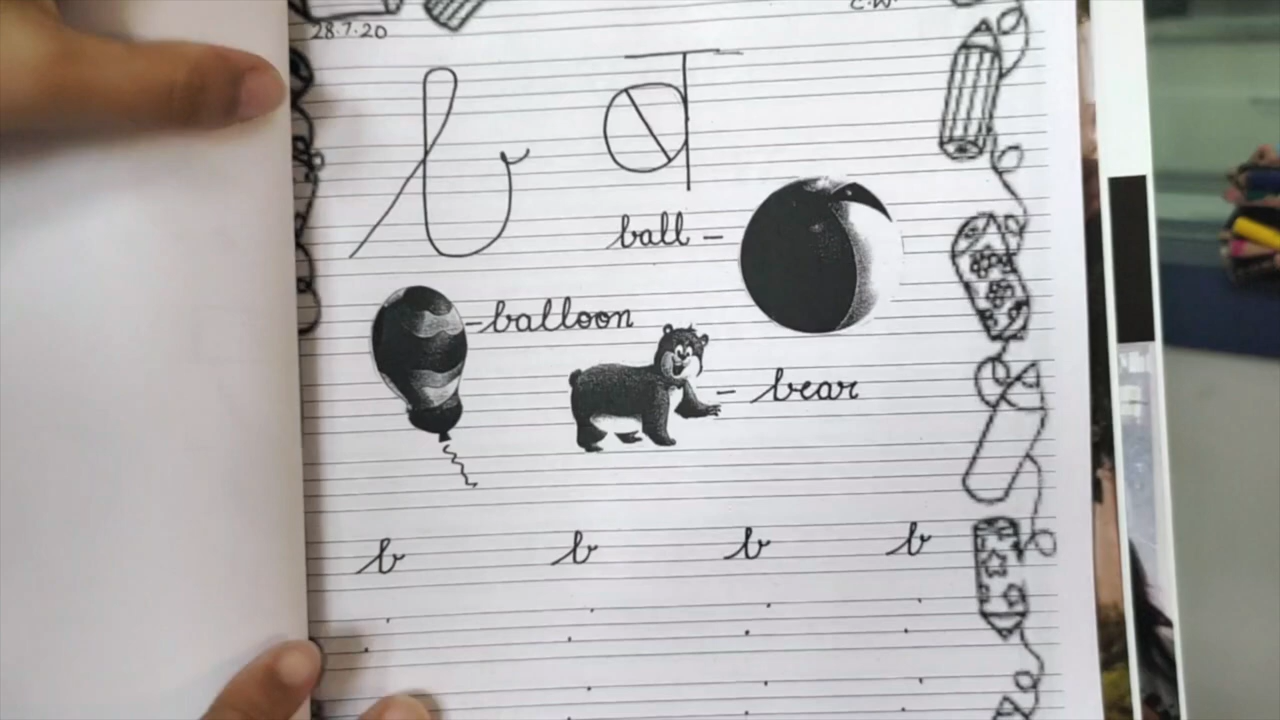 28.7.20 C.W.
b ब
ball –
– balloon
– bear
b b b b